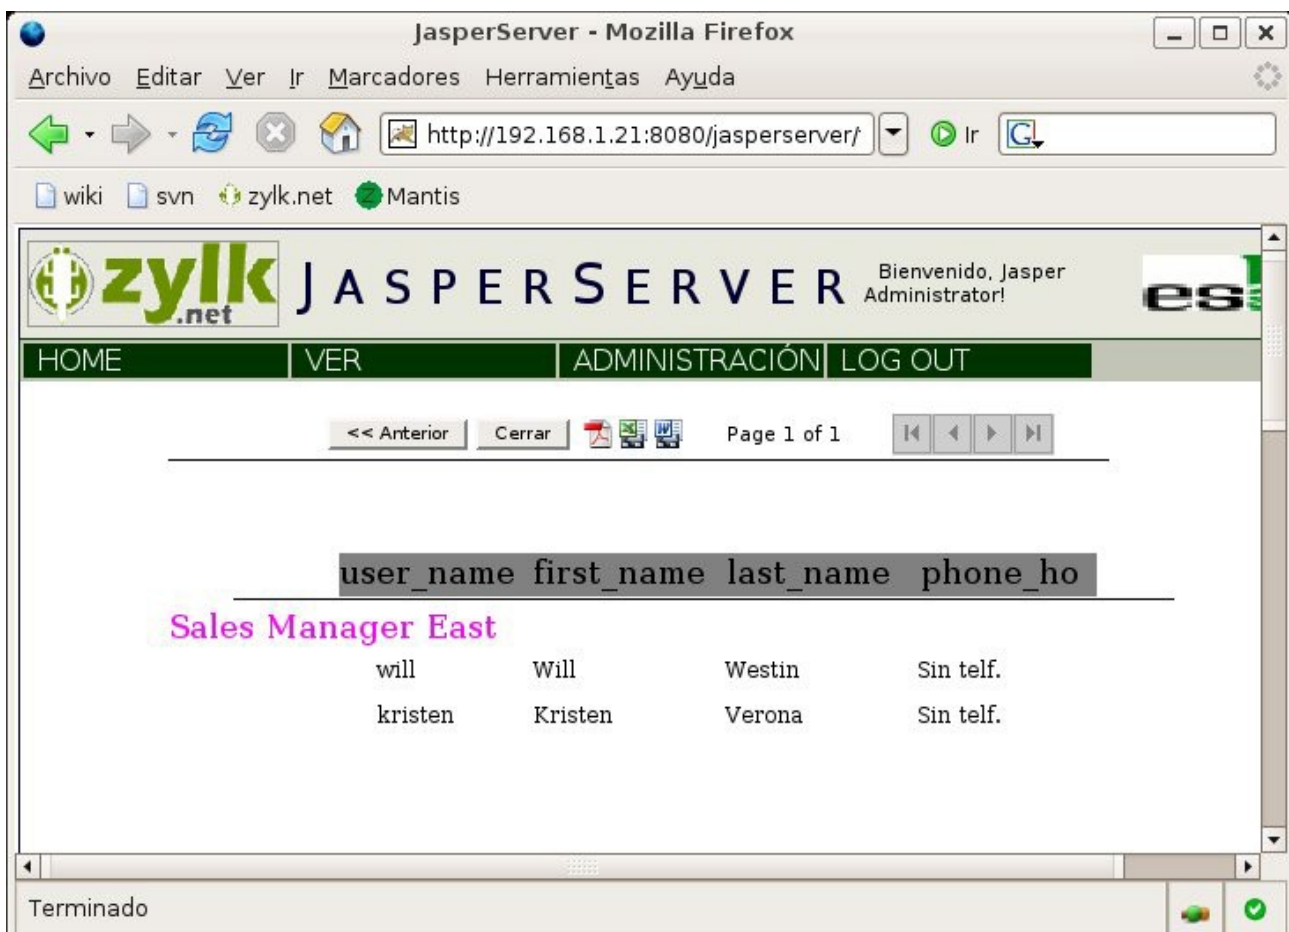 JasperServer - Mozilla Firefox
Archivo Editar Ver Ir Marcadores Herramientas Ayuda
http://192.168.1.21:8080/jasperserver/ Ir G
wiki svn zylk.net Mantis
zylk .net JASPERSERVER Bienvenido, Jasper Administrator! es
HOME VER ADMINISTRACIÓN LOG OUT
<< Anterior Cerrar Page 1 of 1
user_name first_name last_name phone_ho
Sales Manager East
will Will Westin Sin telf.
kristen Kristen Verona Sin telf.
Terminado